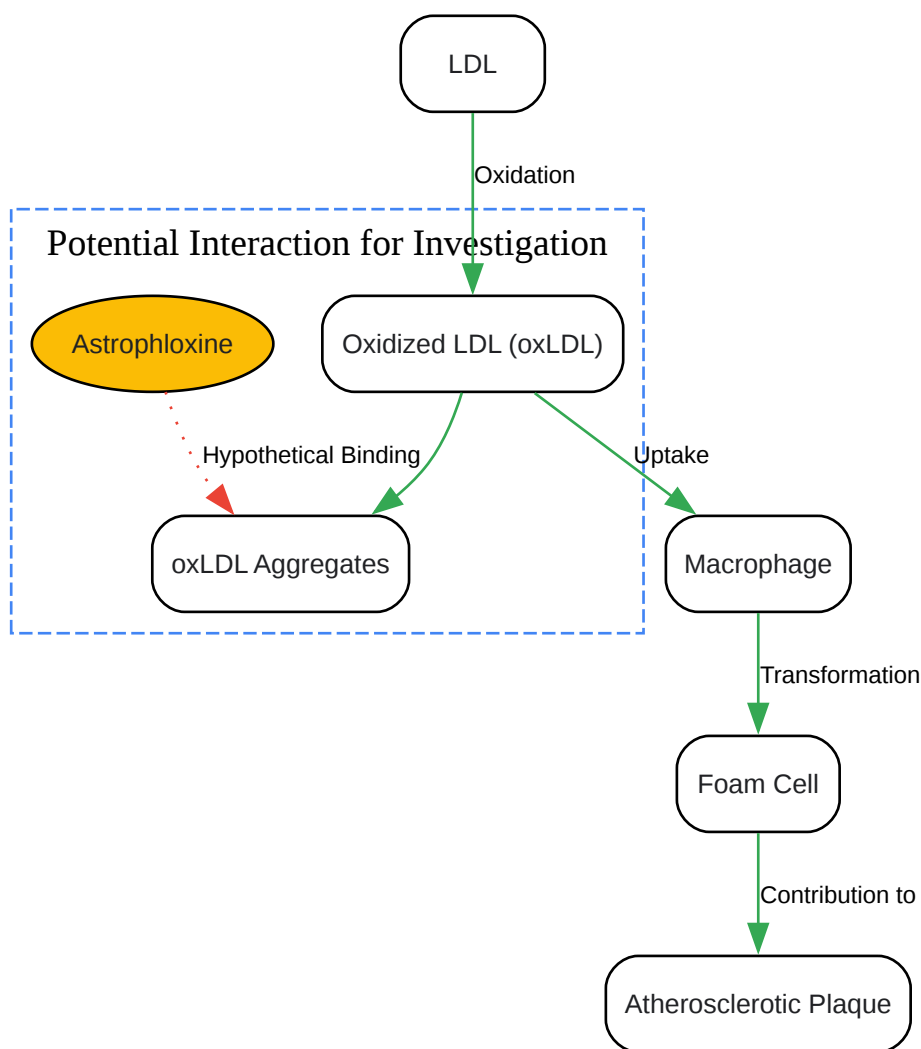 LDL
Oxidation
Potential Interaction for Investigation
Astrophloxine
Oxidized LDL (oxLDL)
Hypothetical Binding
Uptake
oxLDL Aggregates
Macrophage
Transformation
Foam Cell
Contribution to
Atherosclerotic Plaque